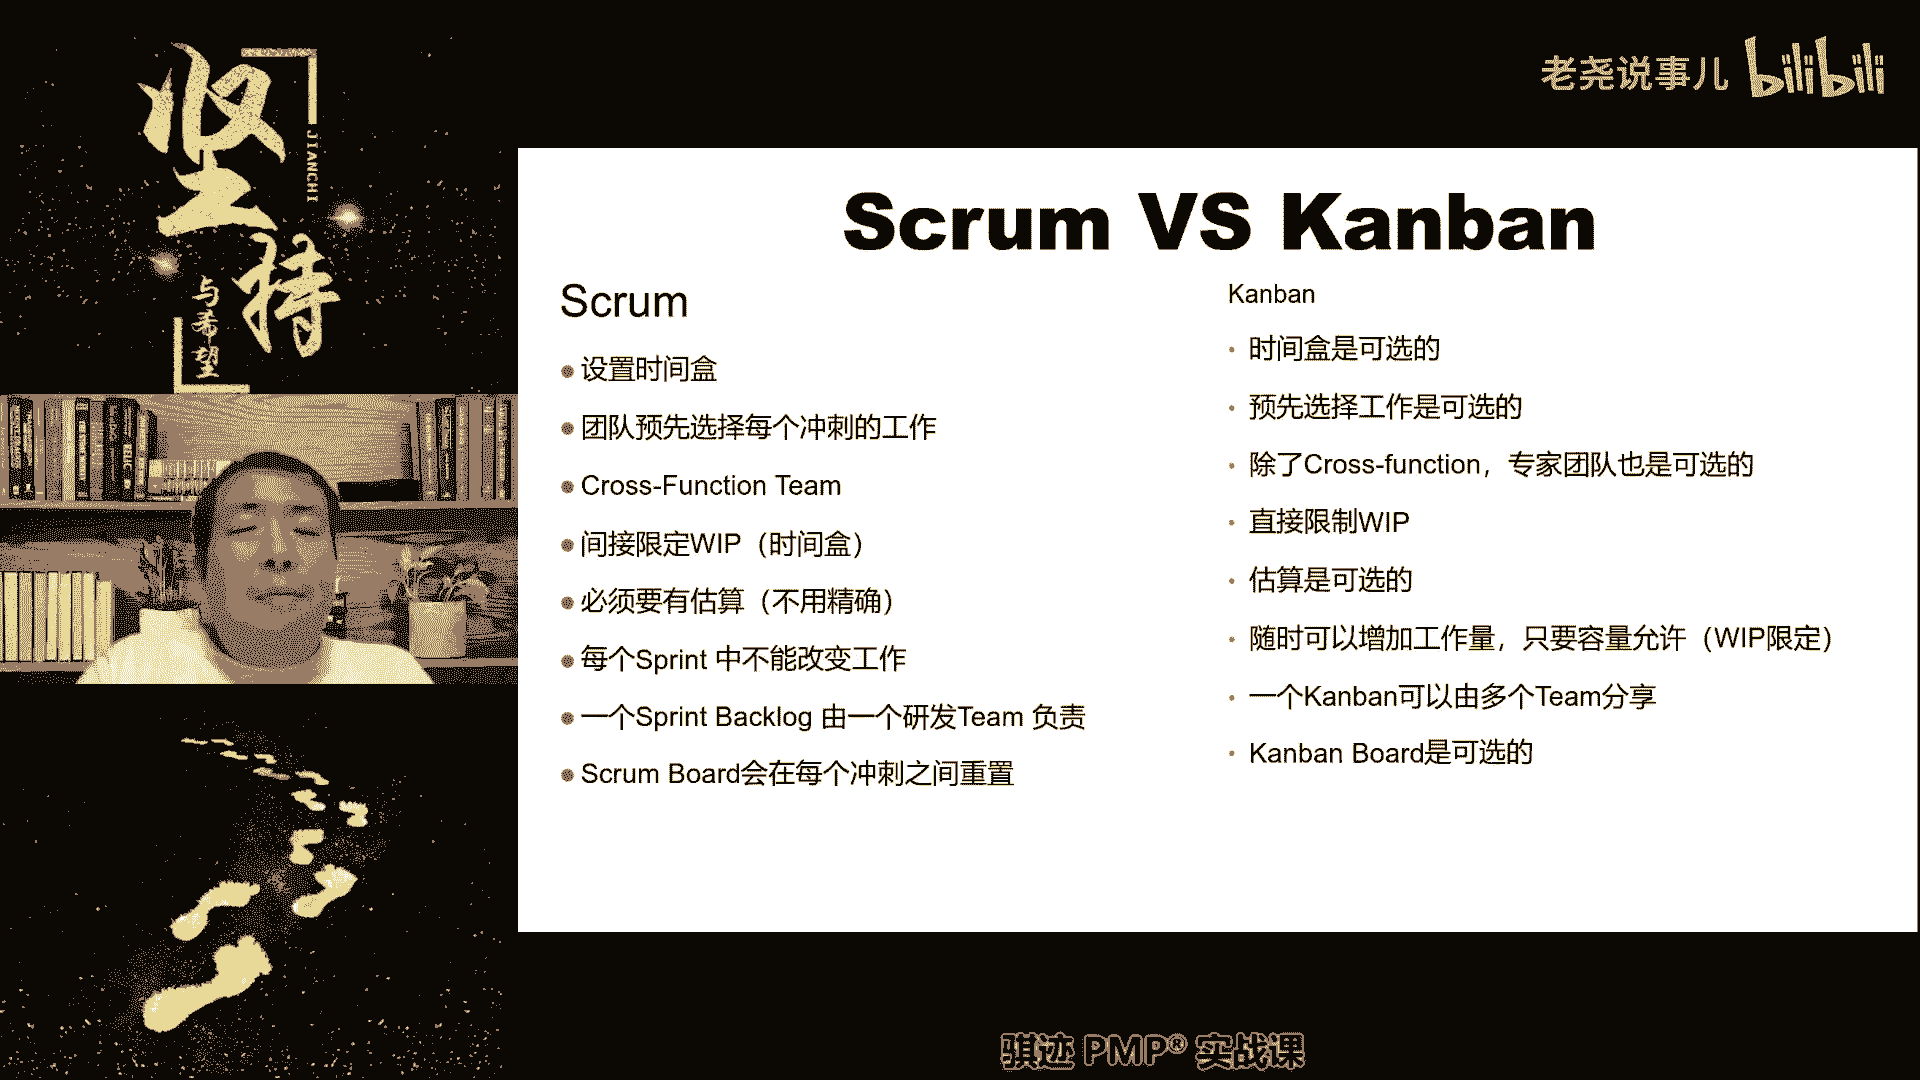 坚持
JIANCHI
与希望
老尧说事儿 bilibili
Scrum VS Kanban
Scrum
设置时间盒
团队预先选择每个冲刺的工作
Cross-Function Team
间接限定WIP（时间盒）
必须要有估算（不用精确）
每个Sprint 中不能改变工作
一个Sprint Backlog 由一个研发Team 负责
Scrum Board会在每个冲刺之间重置
Kanban
时间盒是可选的
预先选择工作是可选的
除了Cross-function，专家团队也是可选的
直接限制WIP
估算是可选的
随时可以增加工作量，只要容量允许（WIP限定）
一个Kanban可以由多个Team分享
Kanban Board是可选的
骐迹 PMP® 实战课